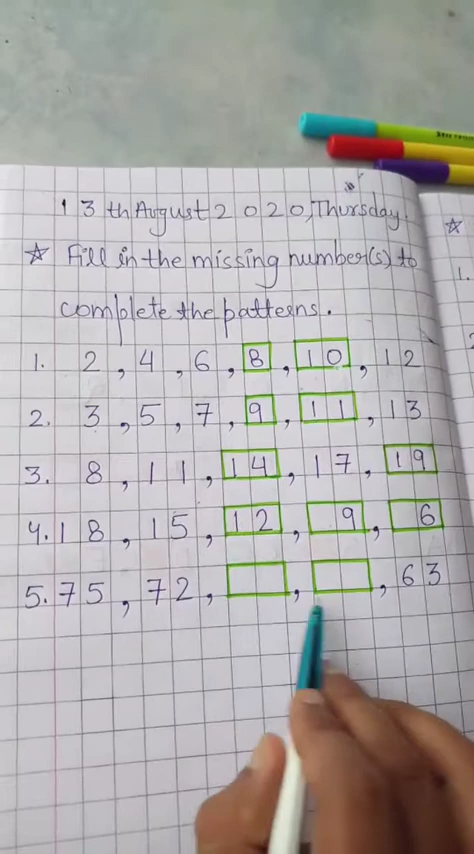 13th August 2020, Thursday.
☆ Fill in the missing number(s) to
complete the patterns.
1. 2, 4, 6, 8, 10, 12
2. 3, 5, 7, 9, 11, 13
3. 8, 11, 14, 17, 19
4. 18, 15, 12, 9, 6
5. 75, 72, , , 63
☆
1.